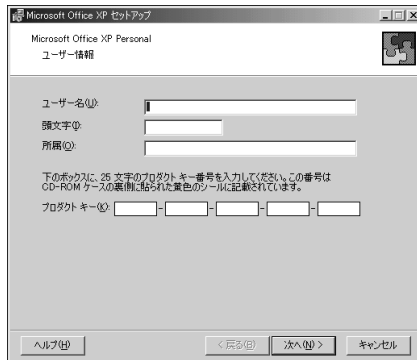 Microsoft Office XP セットアップ
Microsoft Office XP Personal
ユーザー情報
ユーザー名(U):
頭文字(I):
所属(O):
下のボックスに、25 文字のプロダクト キー番号を入力してください。この番号は
CD-ROM ケースの裏側に貼られた黄色のシールに記載されています。
プロダクト キー(K): - - - -
ヘルプ(H) < 戻る(B) 次へ(N) > キャンセル